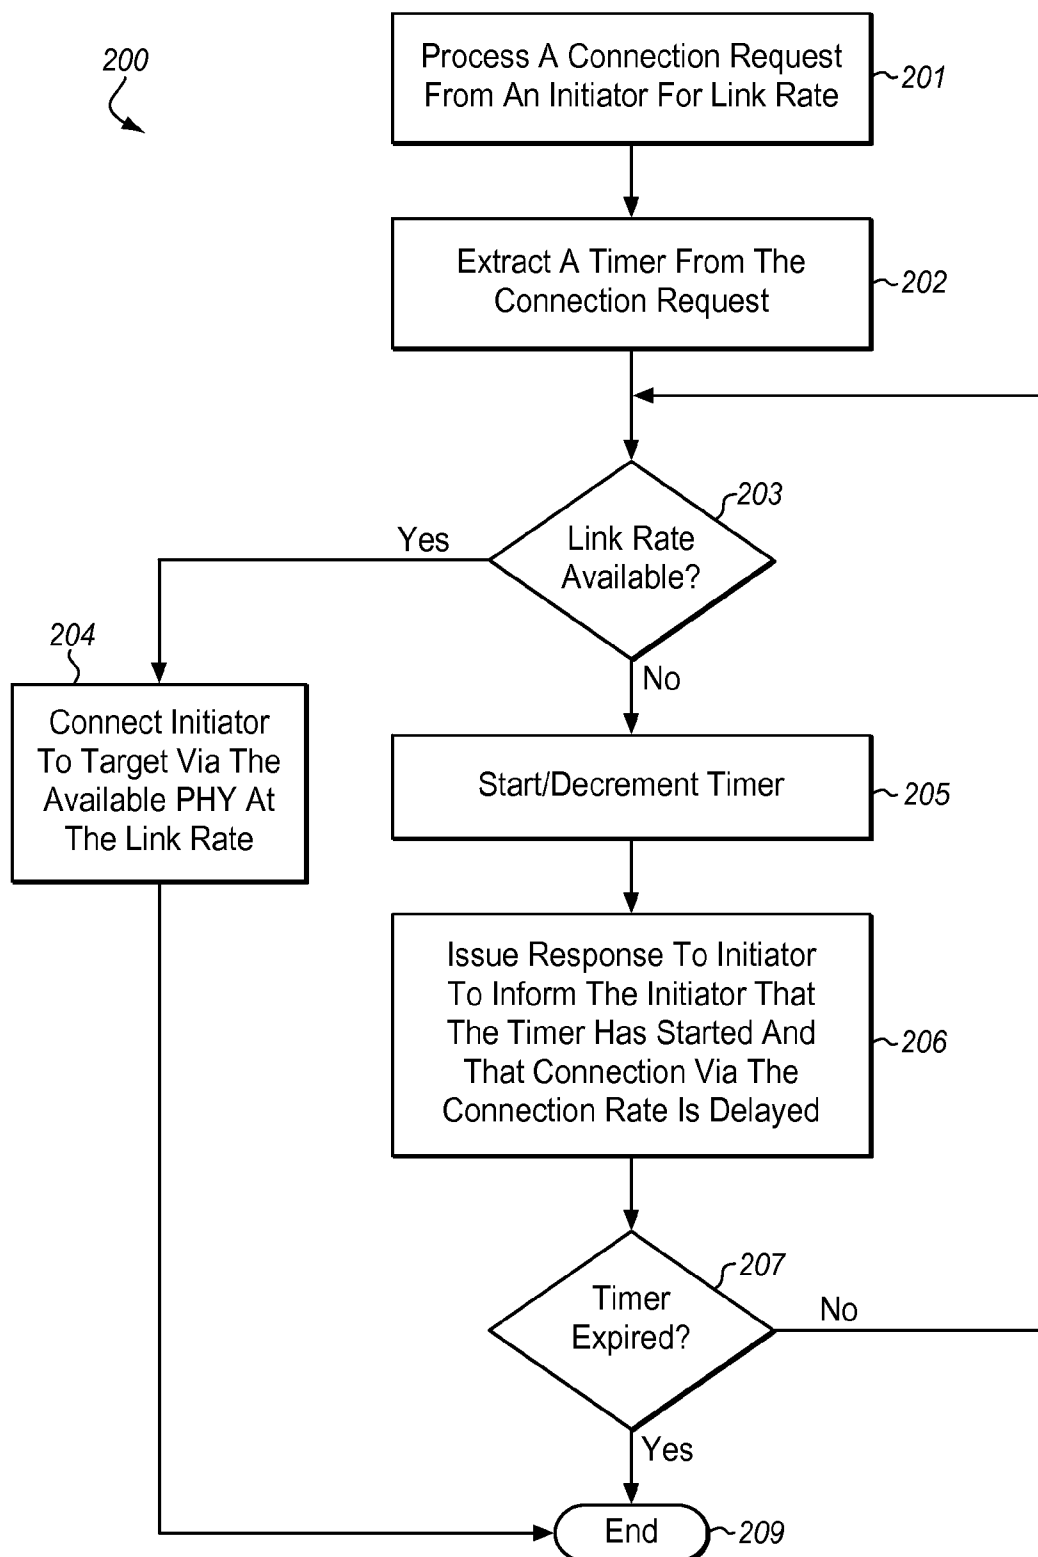 200
Process A Connection Request
From An Initiator For Link Rate
201
Extract A Timer From The
Connection Request
202
203
Link Rate
Available?
Yes
No
204
Connect Initiator
To Target Via The
Available PHY At
The Link Rate
Start/Decrement Timer
205
Issue Response To Initiator
To Inform The Initiator That
The Timer Has Started And
That Connection Via The
Connection Rate Is Delayed
206
207
Timer
Expired?
No
Yes
End
209